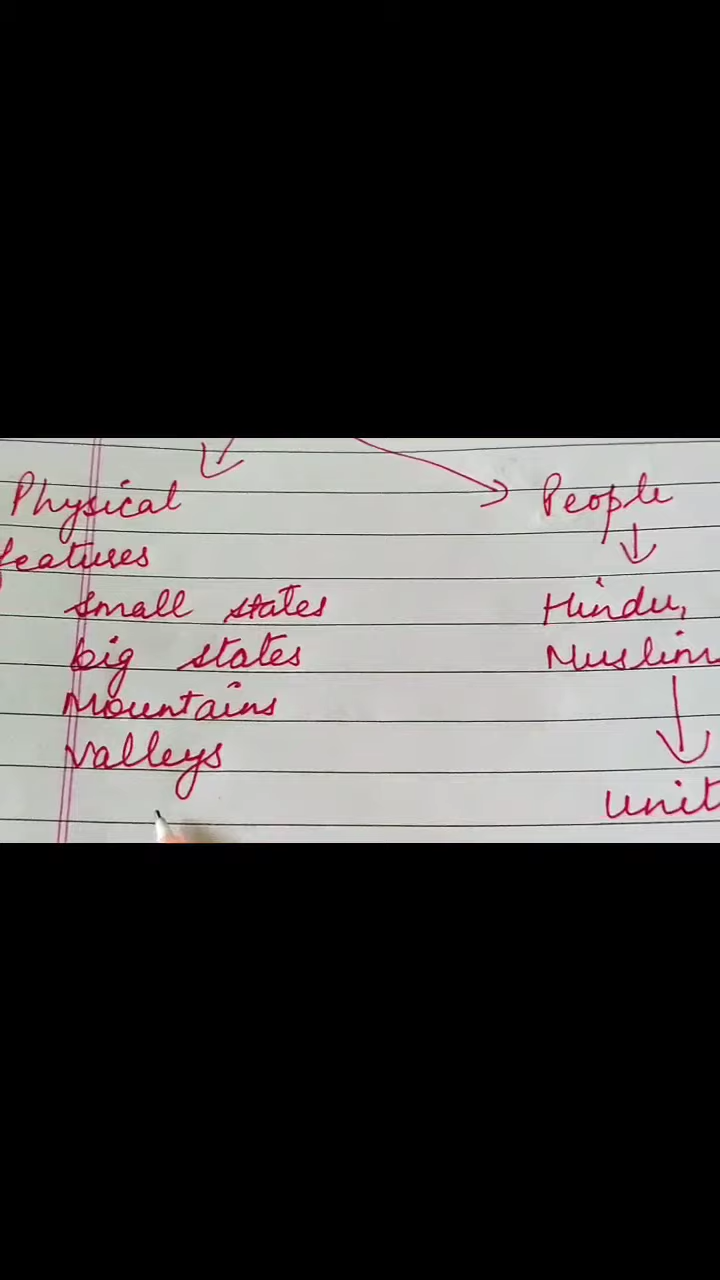 Physical
features
small states
big states
Mountains
Valleys
People
Hindu,
Muslim
unit